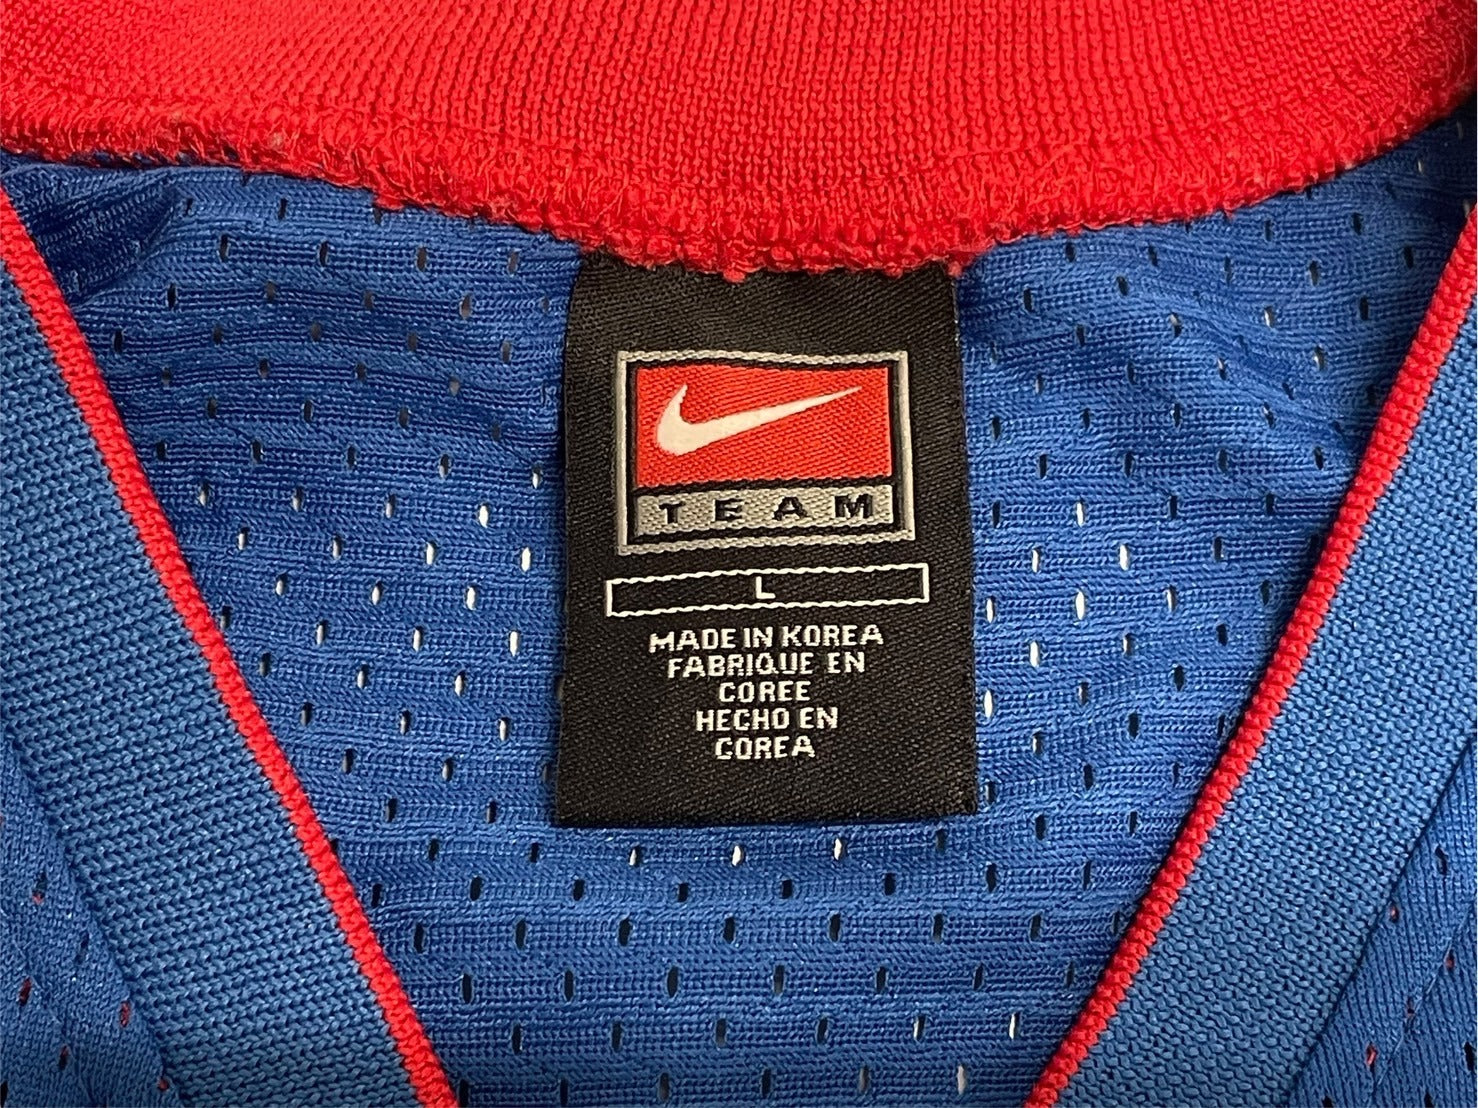 TEAM
L
MADE IN KOREA
FABRIQUE EN
COREE
HECHO EN
COREA